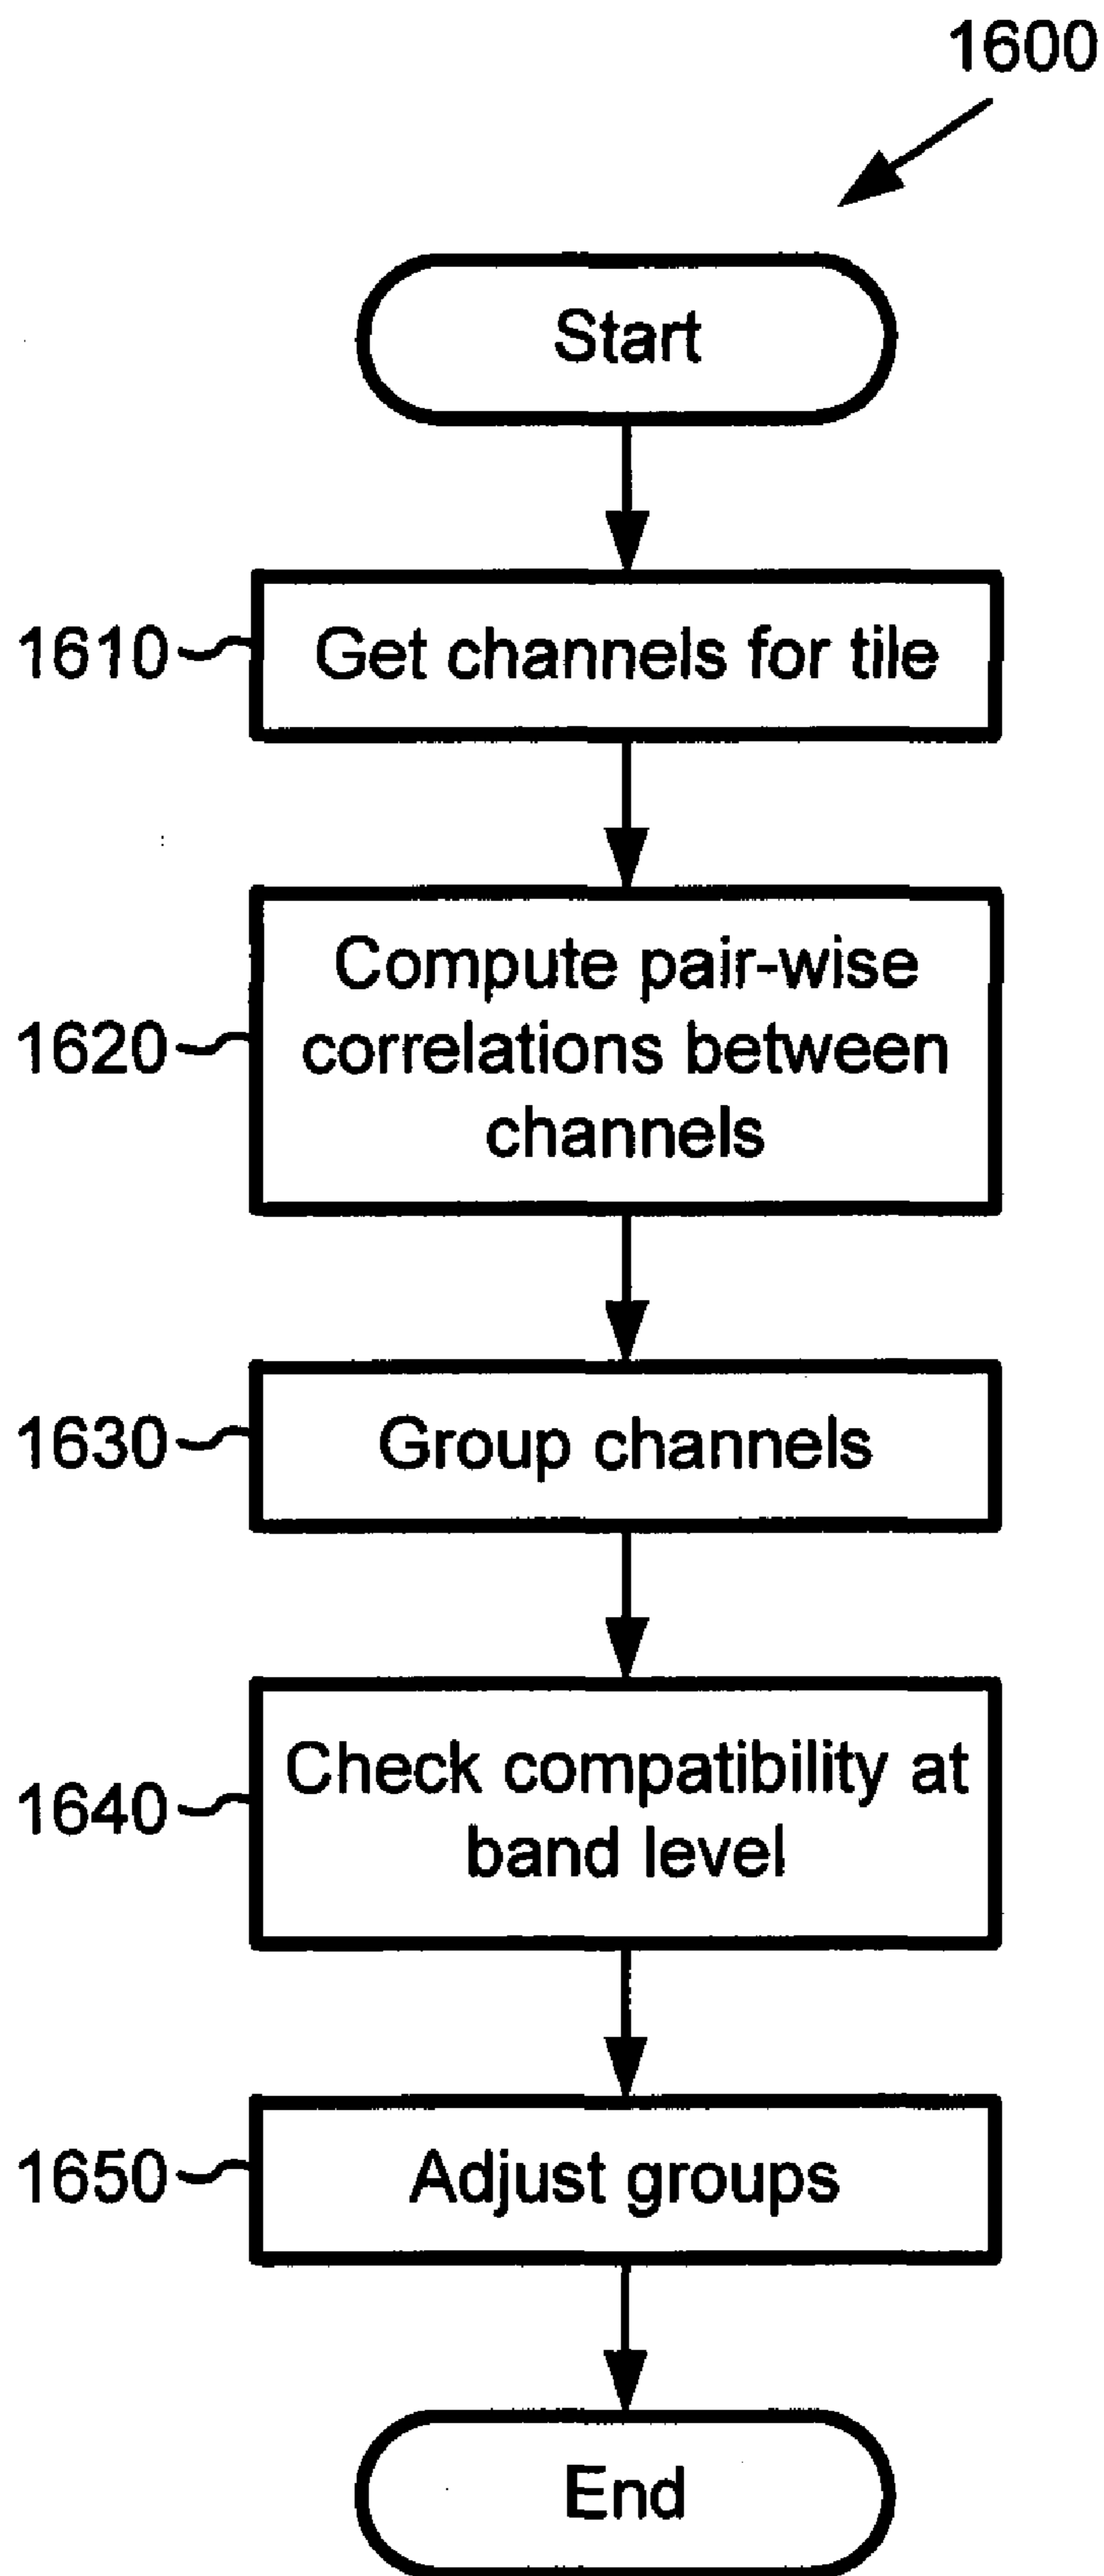 1600
Start
1610
Get channels for tile
1620
Compute pair-wise
correlations between
channels
1630
Group channels
1640
Check compatibility at
band level
1650
Adjust groups
End